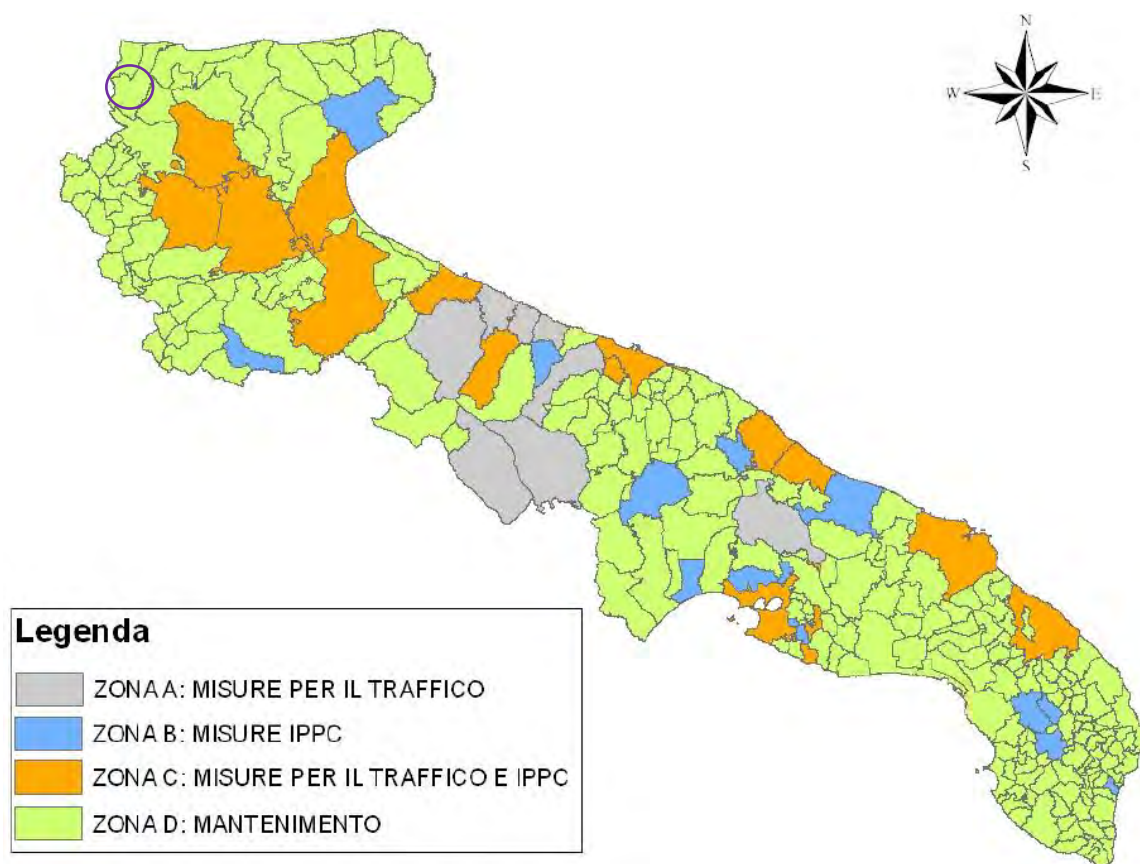 N
W
E
S
Legenda
ZONA A: MISURE PER IL TRAFFICO
ZONA B: MISURE IPPC
ZONA C: MISURE PER IL TRAFFICO E IPPC
ZONA D: MANTENIMENTO